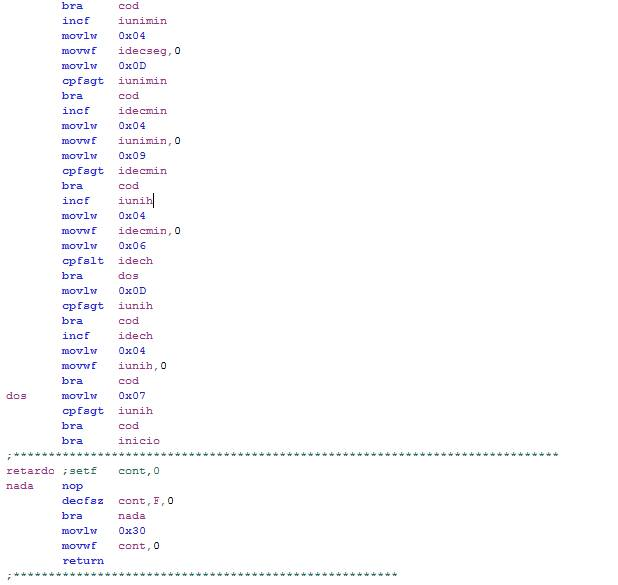 bra cod
incf iunimin
movlw 0x04
movwf idecseg,0
movlw 0x0D
cpfsgt iunimin
bra cod
incf idecmin
movlw 0x04
movwf iunimin,0
movlw 0x09
cpfsgt idecmin
bra cod
incf iunih
movlw 0x04
movwf idecmin,0
movlw 0x06
cpfslt idech
bra dos
movlw 0x0D
cpfsgt iunih
bra cod
incf idech
movlw 0x04
movwf iunih,0
bra cod
dos movlw 0x07
cpfsgt iunih
bra cod
bra inicio
;******************************************************************************
retardo ;setf cont,0
nada nop
decfsz cont,F,0
bra nada
movlw 0x30
movwf cont,0
return
;*******************************************************